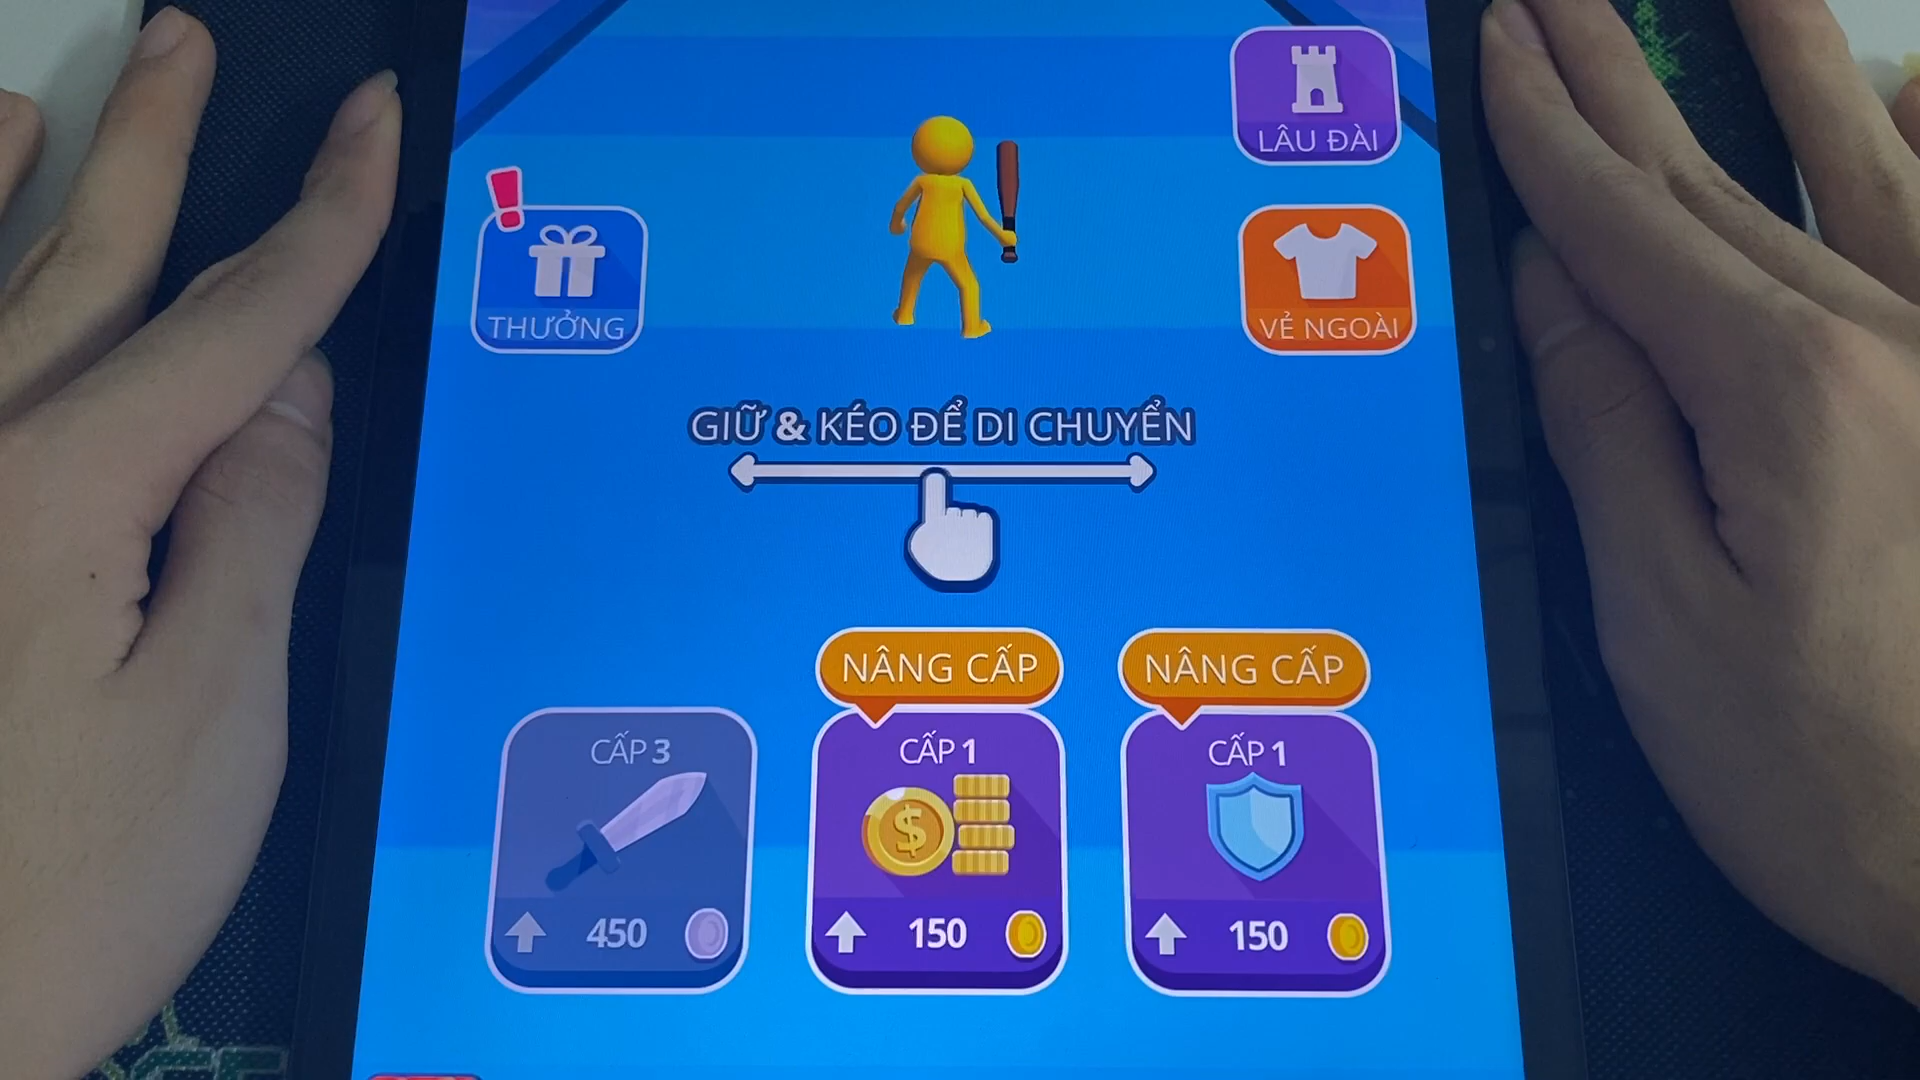 LÂU ĐÀI
THƯỞNG
VẺ NGOÀI
GIỮ & KÉO ĐỂ DI CHUYỂN
NÂNG CẤP
NÂNG CẤP
CẤP 3
CẤP 1
CẤP 1
450
150
150